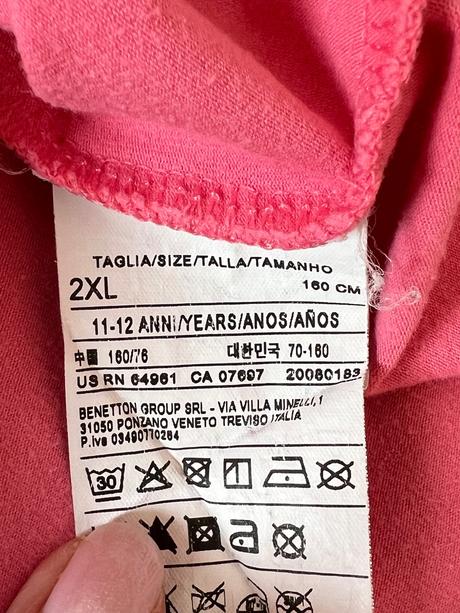 TAGLIA/SIZE/TALLA/TAMANHO
2XL 160 CM
11-12 ANNI/YEARS/ANOS/AÑOS
中國 160/76 대한민국 70-160
US RN 64961 CA 07697 20080183
BENETTON GROUP SRL - VIA VILLA MINELLI,1
31050 PONZANO VENETO TREVISO ITALIA
P.iva 03490770264
30